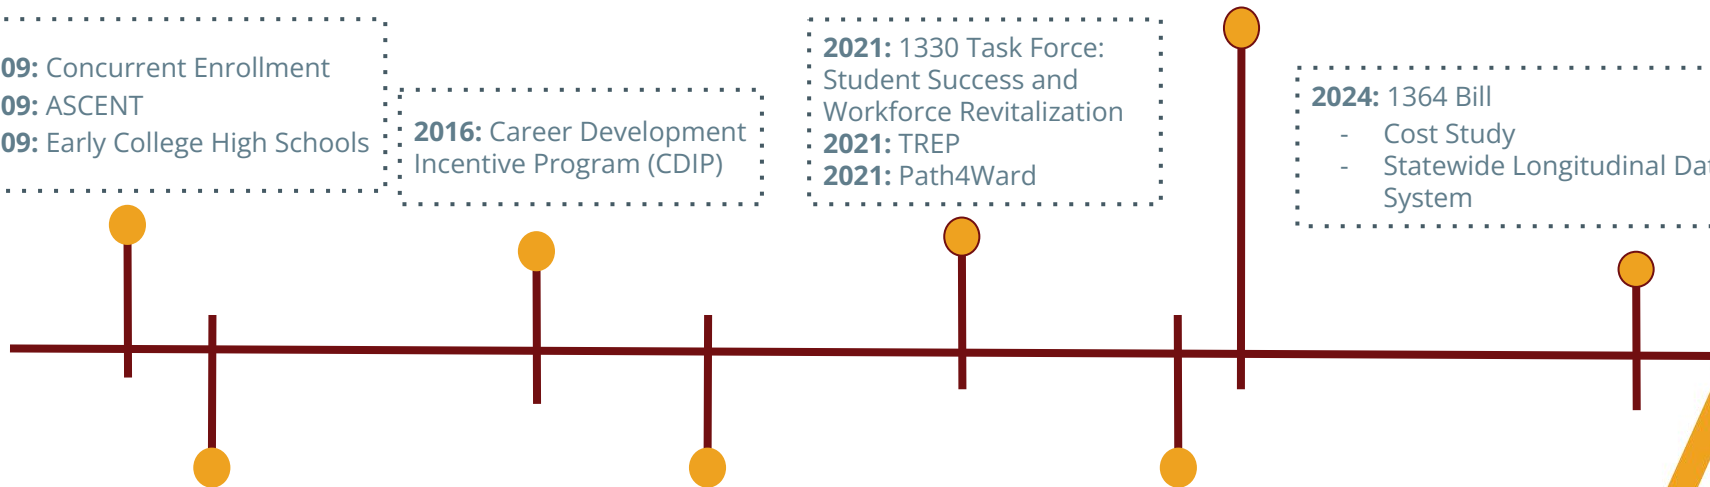 09: Concurrent Enrollment
09: ASCENT
09: Early College High Schools
2016: Career Development
Incentive Program (CDIP)
2021: 1330 Task Force:
Student Success and
Workforce Revitalization
2021: TREP
2021: Path4Ward
2024: 1364 Bill
- Cost Study
- Statewide Longitudinal Dat
System